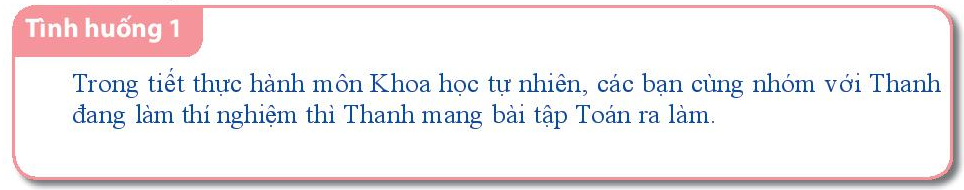 Tình huống 1
Trong tiết thực hành môn Khoa học tự nhiên, các bạn cùng nhóm với Thanh
đang làm thí nghiệm thì Thanh mang bài tập Toán ra làm.